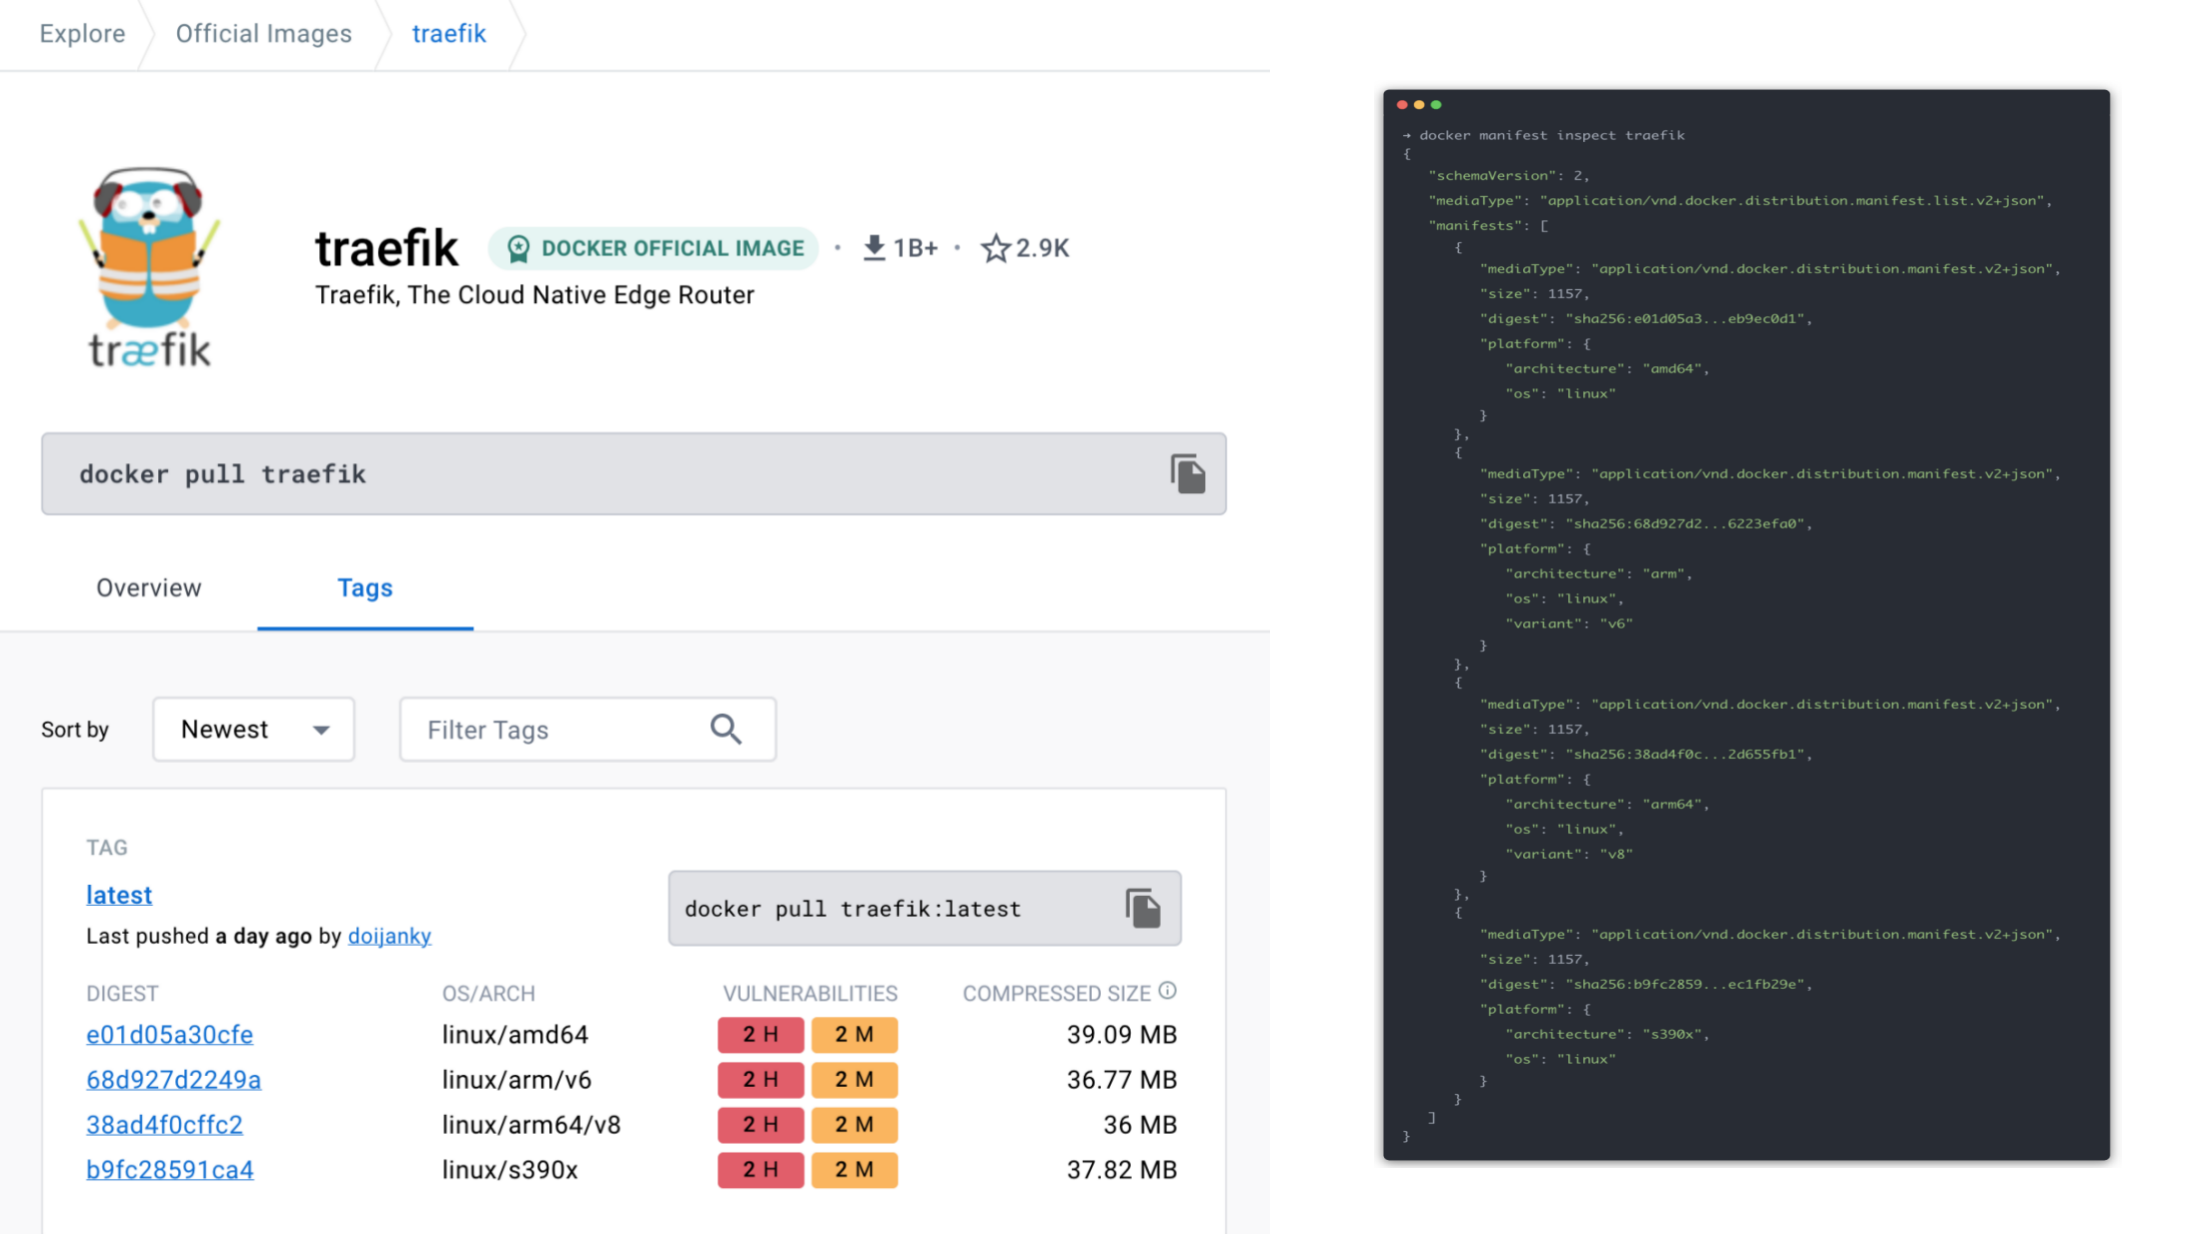 Explore
Official Images
traefik
træfik
traefik
DOCKER OFFICIAL IMAGE
· 1B+ · 2.9K
Traefik, The Cloud Native Edge Router
docker pull traefik
Overview
Tags
Sort by
Newest
Filter Tags
TAG
latest
Last pushed a day ago by doijanky
docker pull traefik:latest
DIGEST OS/ARCH VULNERABILITIES COMPRESSED SIZE
e01d05a30cfe linux/amd64 2 H 2 M 39.09 MB
68d927d2249a linux/arm/v6 2 H 2 M 36.77 MB
38ad4f0cffc2 linux/arm64/v8 2 H 2 M 36 MB
b9fc28591ca4 linux/s390x 2 H 2 M 37.82 MB
→ docker manifest inspect traefik
{
"schemaVersion": 2,
"mediaType": "application/vnd.docker.distribution.manifest.list.v2+json",
"manifests": [
{
"mediaType": "application/vnd.docker.distribution.manifest.v2+json",
"size": 1157,
"digest": "sha256:e01d05a3...eb9ec0d1",
"platform": {
"architecture": "amd64",
"os": "linux"
}
},
{
"mediaType": "application/vnd.docker.distribution.manifest.v2+json",
"size": 1157,
"digest": "sha256:68d927d2...6223efa0",
"platform": {
"architecture": "arm",
"os": "linux",
"variant": "v6"
}
},
{
"mediaType": "application/vnd.docker.distribution.manifest.v2+json",
"size": 1157,
"digest": "sha256:38ad4f0c...2d655fb1",
"platform": {
"architecture": "arm64",
"os": "linux",
"variant": "v8"
}
},
{
"mediaType": "application/vnd.docker.distribution.manifest.v2+json",
"size": 1157,
"digest": "sha256:b9fc2859...ec1fb29e",
"platform": {
"architecture": "s390x",
"os": "linux"
}
}
]
}